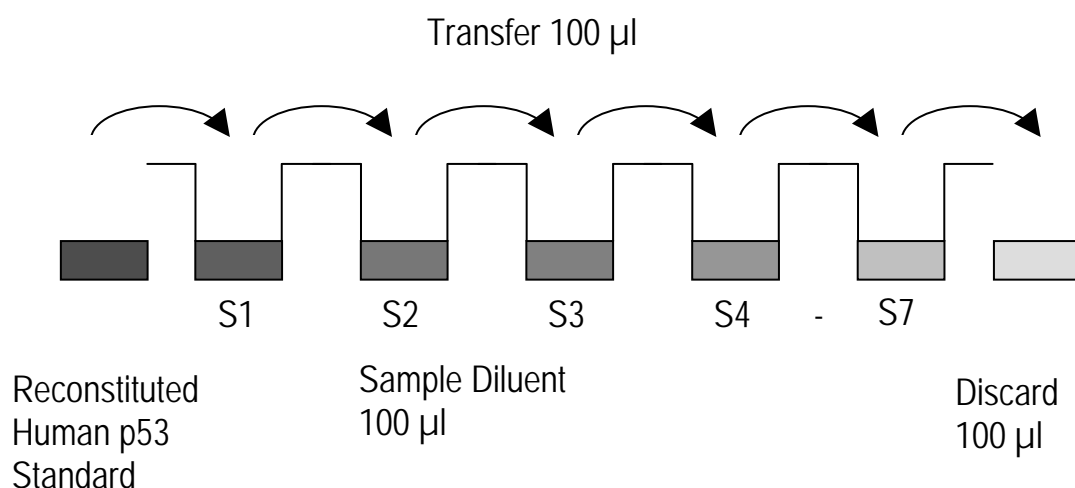 Transfer 100 µl
S1 S2 S3 S4 - S7
Reconstituted
Human p53
Standard
Sample Diluent
100 µl
Discard
100 µl